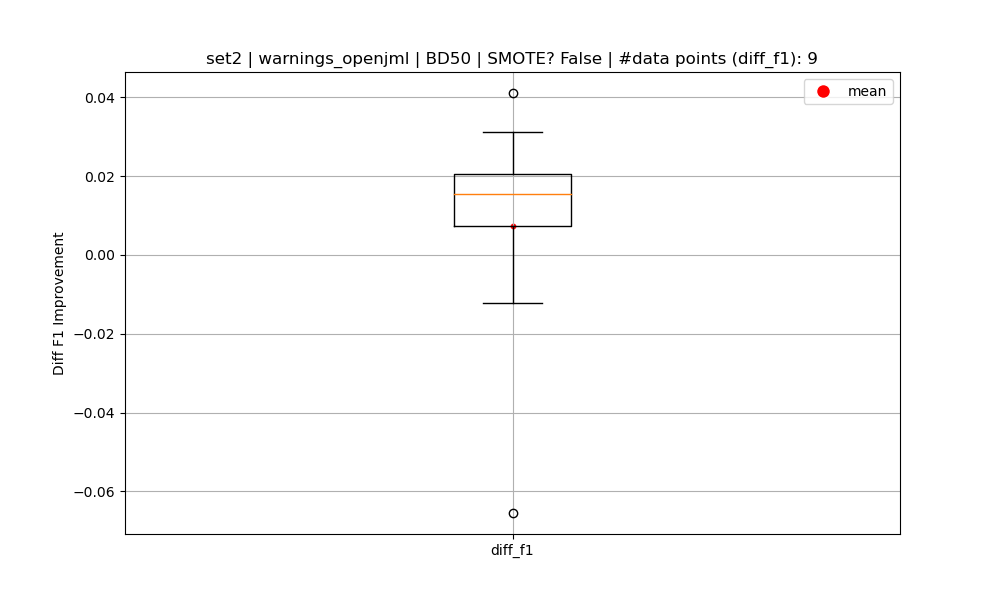 set2 | warnings_openjml | BD50 | SMOTE? False | #data points (diff_f1): 9
mean
0.04
0.02
0.00
−0.02
−0.04
−0.06
Diff F1 Improvement
diff_f1